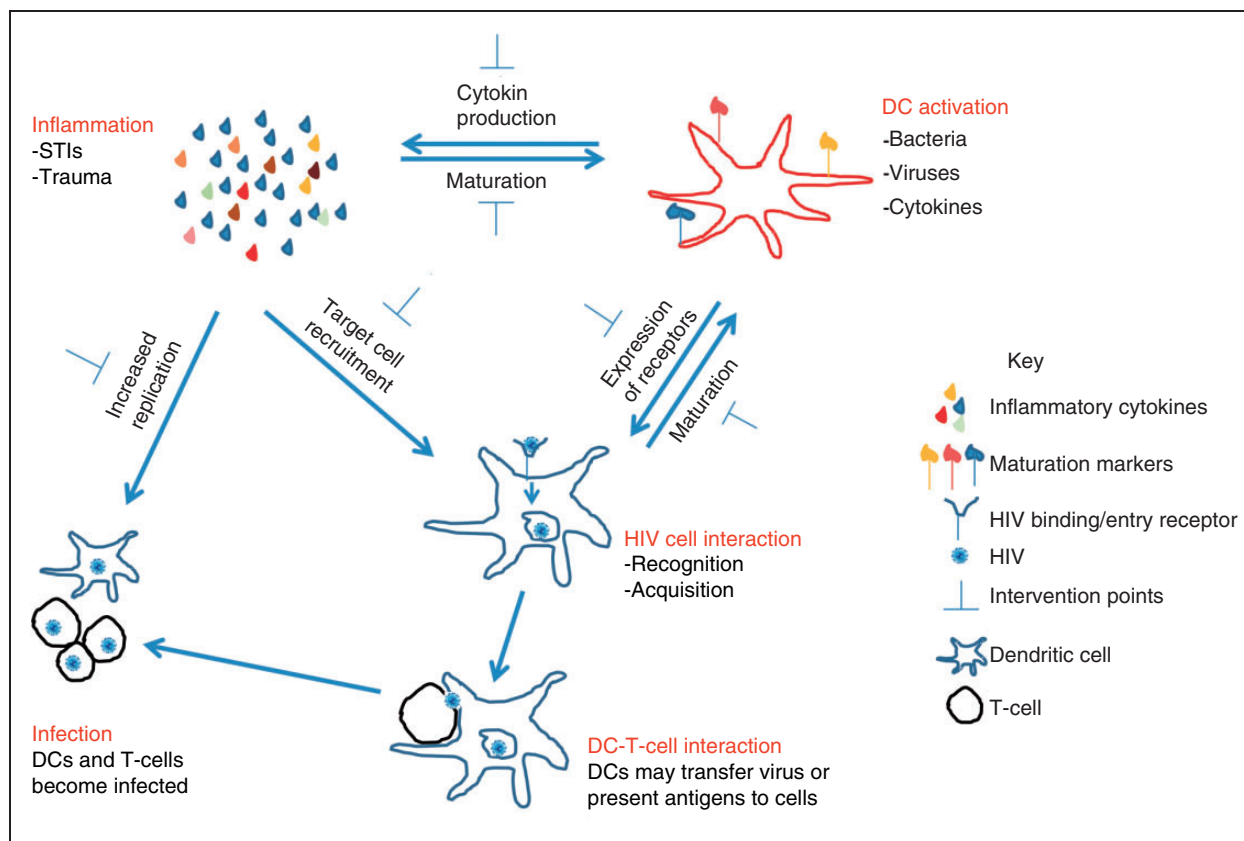 Cytokin
production
Maturation
Inflammation
-STIs
-Trauma
DC activation
-Bacteria
-Viruses
-Cytokines
Increased
replication
Target cell
recruitment
Expression
of receptors
Maturation
HIV cell interaction
-Recognition
-Acquisition
Infection
DCs and T-cells
become infected
DC-T-cell interaction
DCs may transfer virus or
present antigens to cells
Key
Inflammatory cytokines
Maturation markers
HIV binding/entry receptor
HIV
Intervention points
Dendritic cell
T-cell